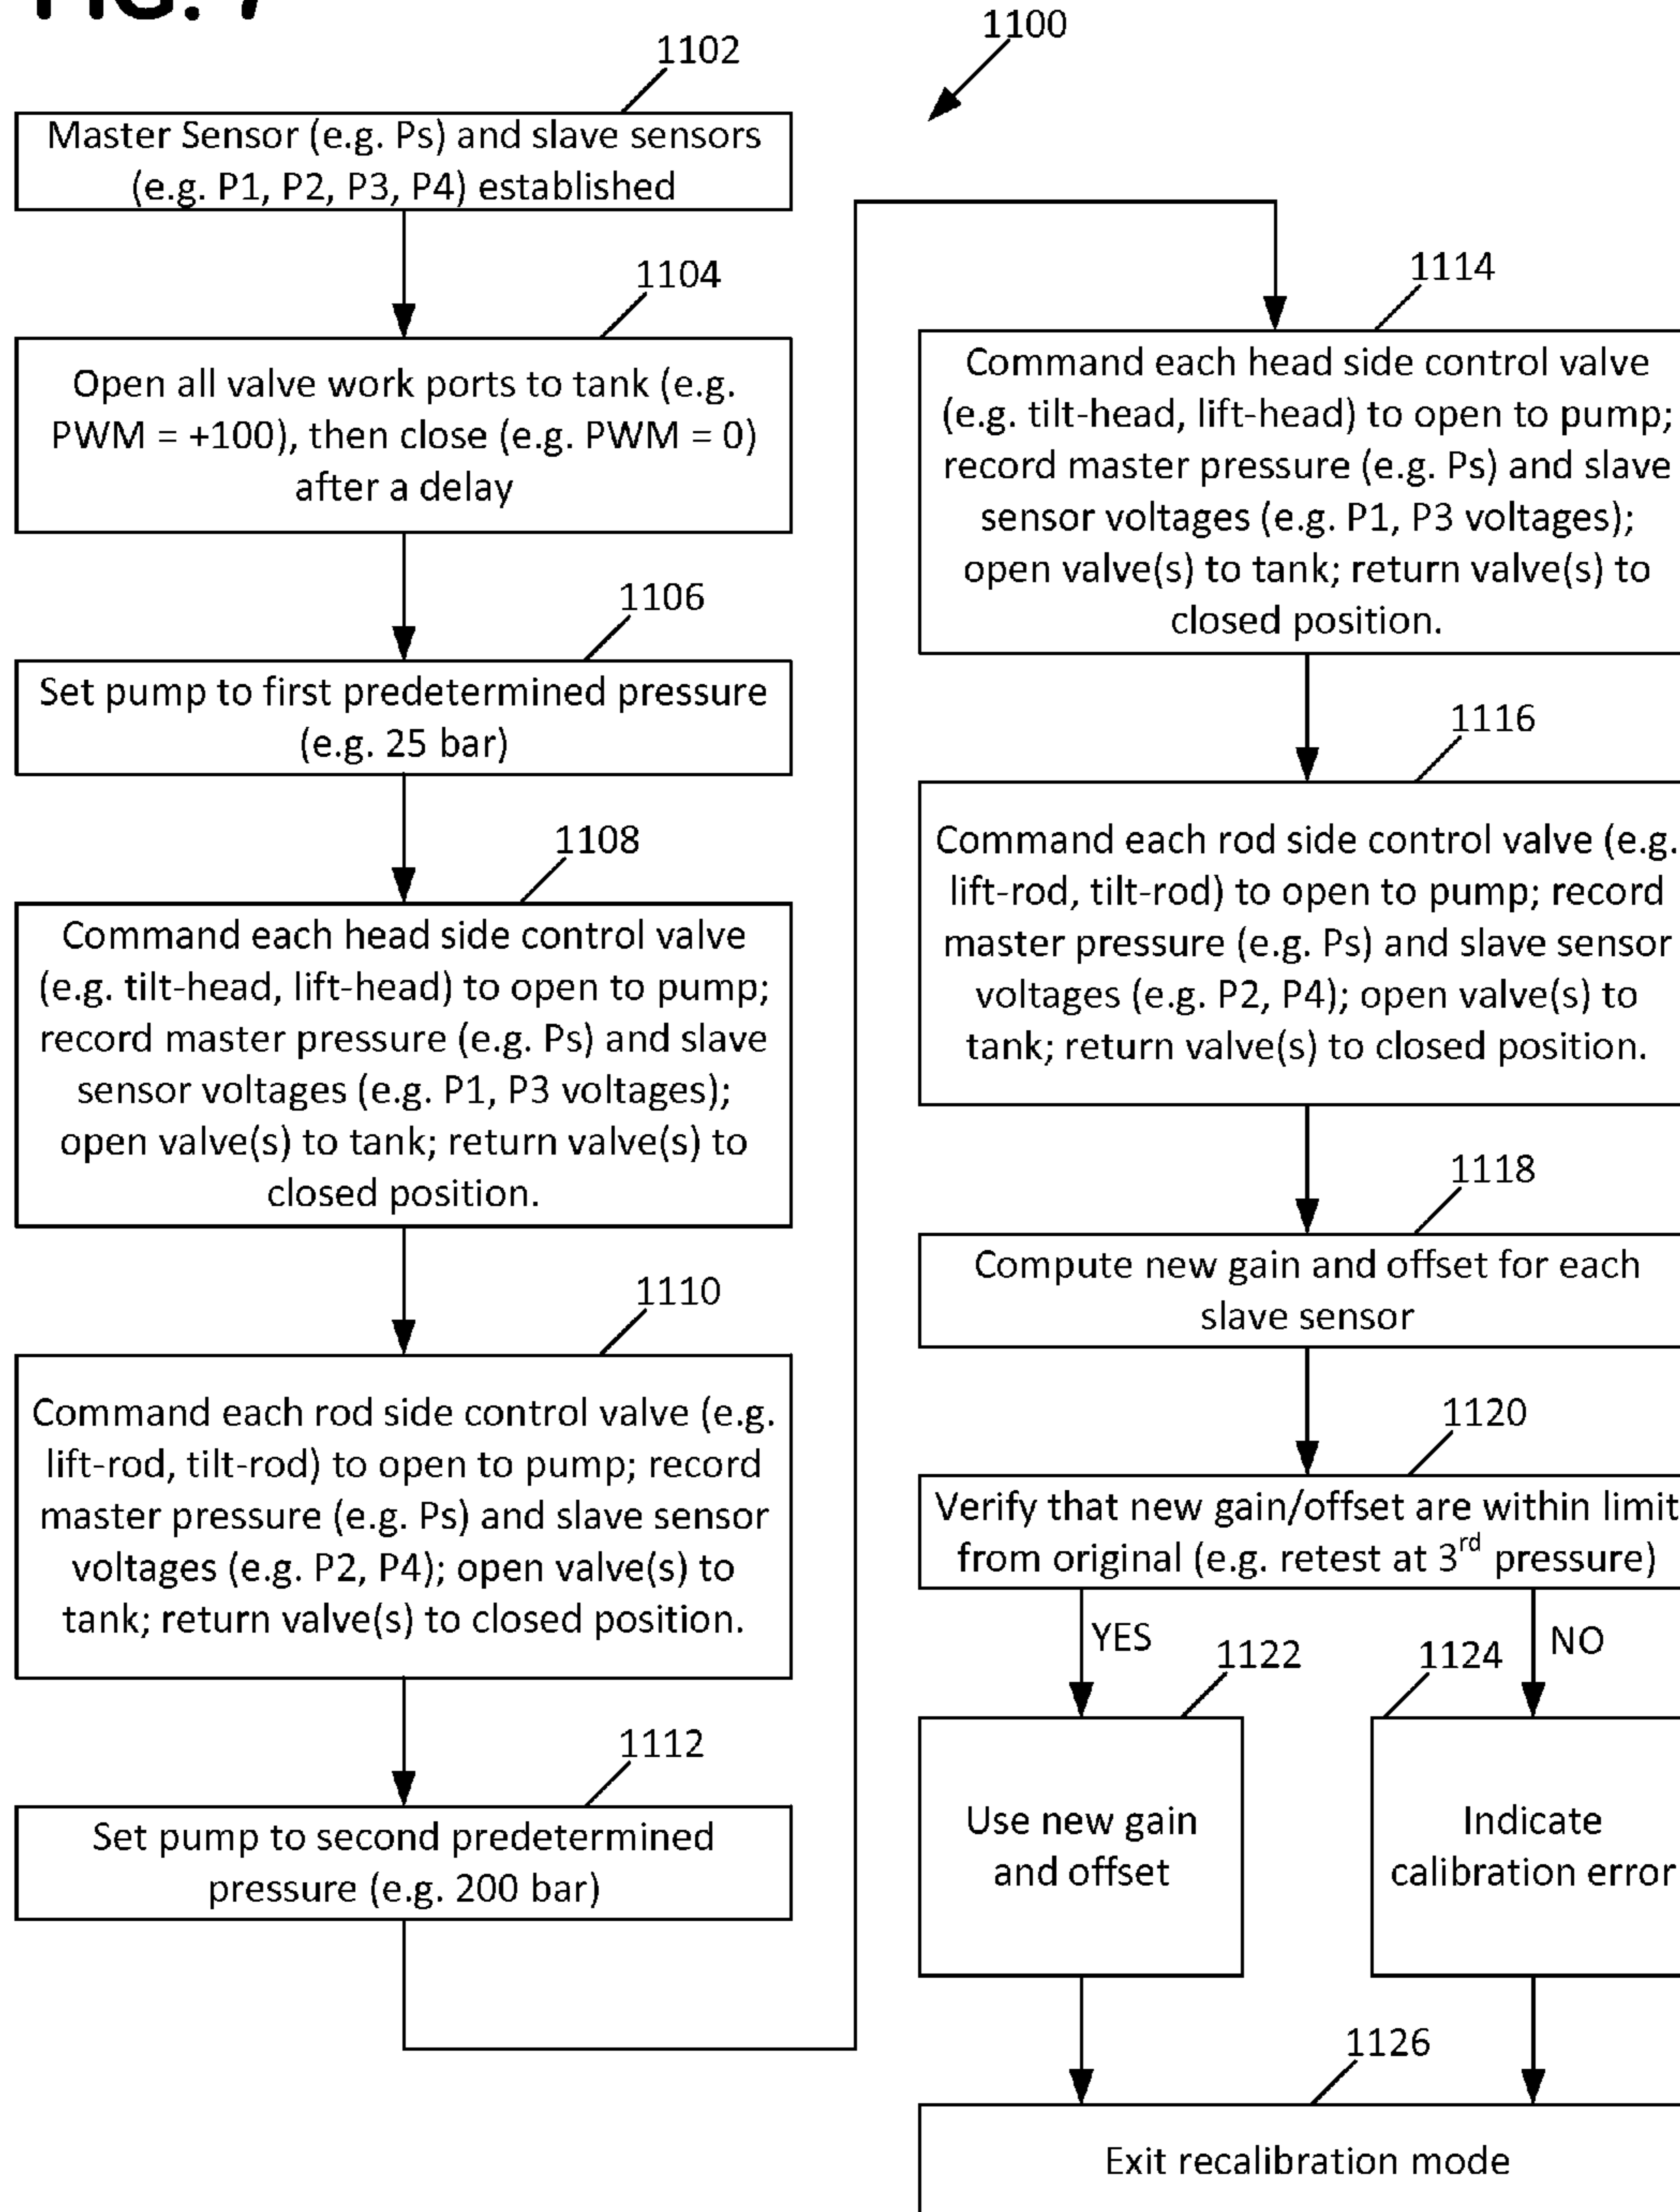 FIG. 7
1100
1102
Master Sensor (e.g. Ps) and slave sensors
(e.g. P1, P2, P3, P4) established
1104
Open all valve work ports to tank (e.g.
PWM = +100), then close (e.g. PWM = 0)
after a delay
1106
Set pump to first predetermined pressure
(e.g. 25 bar)
1108
Command each head side control valve
(e.g. tilt-head, lift-head) to open to pump;
record master pressure (e.g. Ps) and slave
sensor voltages (e.g. P1, P3 voltages);
open valve(s) to tank; return valve(s) to
closed position.
1110
Command each rod side control valve (e.g.
lift-rod, tilt-rod) to open to pump; record
master pressure (e.g. Ps) and slave sensor
voltages (e.g. P2, P4); open valve(s) to
tank; return valve(s) to closed position.
1112
Set pump to second predetermined
pressure (e.g. 200 bar)
1114
Command each head side control valve
(e.g. tilt-head, lift-head) to open to pump;
record master pressure (e.g. Ps) and slave
sensor voltages (e.g. P1, P3 voltages);
open valve(s) to tank; return valve(s) to
closed position.
1116
Command each rod side control valve (e.g.
lift-rod, tilt-rod) to open to pump; record
master pressure (e.g. Ps) and slave sensor
voltages (e.g. P2, P4); open valve(s) to
tank; return valve(s) to closed position.
1118
Compute new gain and offset for each
slave sensor
1120
Verify that new gain/offset are within limit
from original (e.g. retest at 3rd pressure)
YES
1122
1124
NO
Use new gain
and offset
Indicate
calibration error
1126
Exit recalibration mode